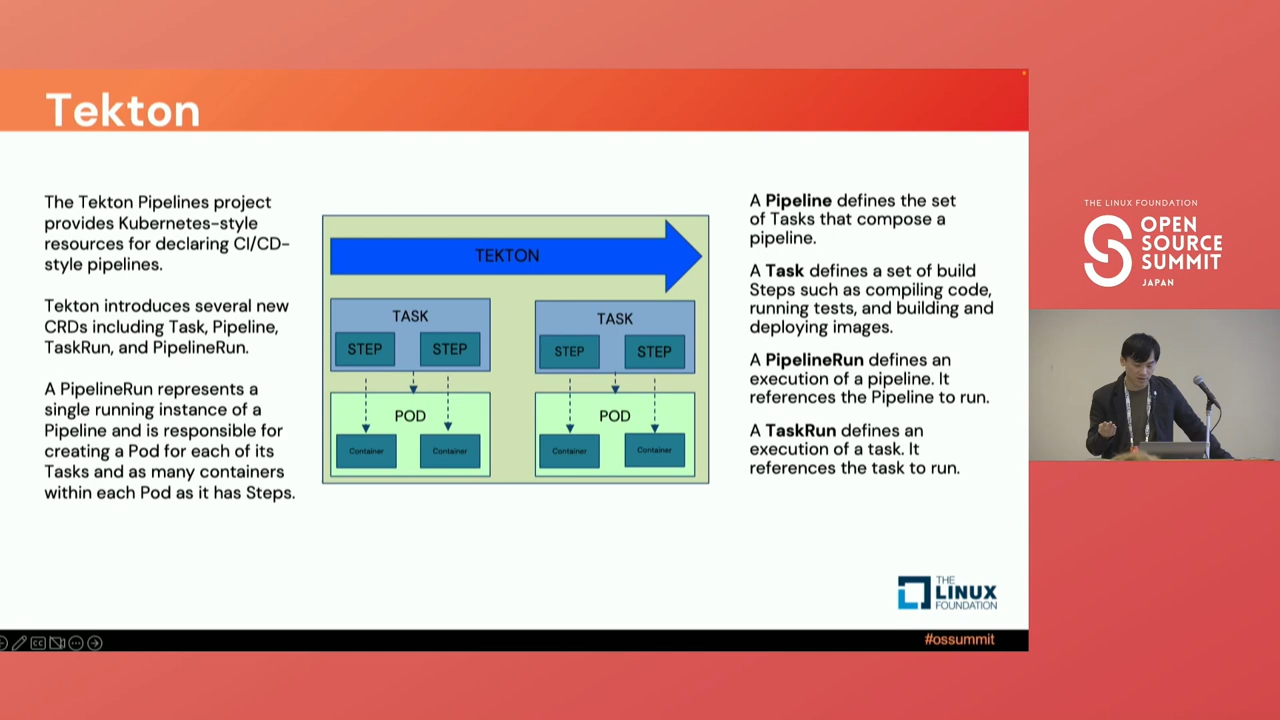 Tekton
The Tekton Pipelines project
provides Kubernetes-style
resources for declaring CI/CD-
style pipelines.
Tekton introduces several new
CRDs including Task, Pipeline,
TaskRun, and PipelineRun.
A PipelineRun represents a
single running instance of a
Pipeline and is responsible for
creating a Pod for each of its
Tasks and as many containers
within each Pod as it has Steps.
TEKTON
TASK
STEP
STEP
POD
Container
Container
TASK
STEP
STEP
POD
Container
Container
A Pipeline defines the set
of Tasks that compose a
pipeline.
A Task defines a set of build
Steps such as compiling code,
running tests, and building and
deploying images.
A PipelineRun defines an
execution of a pipeline. It
references the Pipeline to run.
A TaskRun defines an
execution of a task. It
references the task to run.
THE
LINUX
FOUNDATION
#ossummit
CC
THE LINUX FOUNDATION
OPEN
SOURCE
SUMMIT
JAPAN